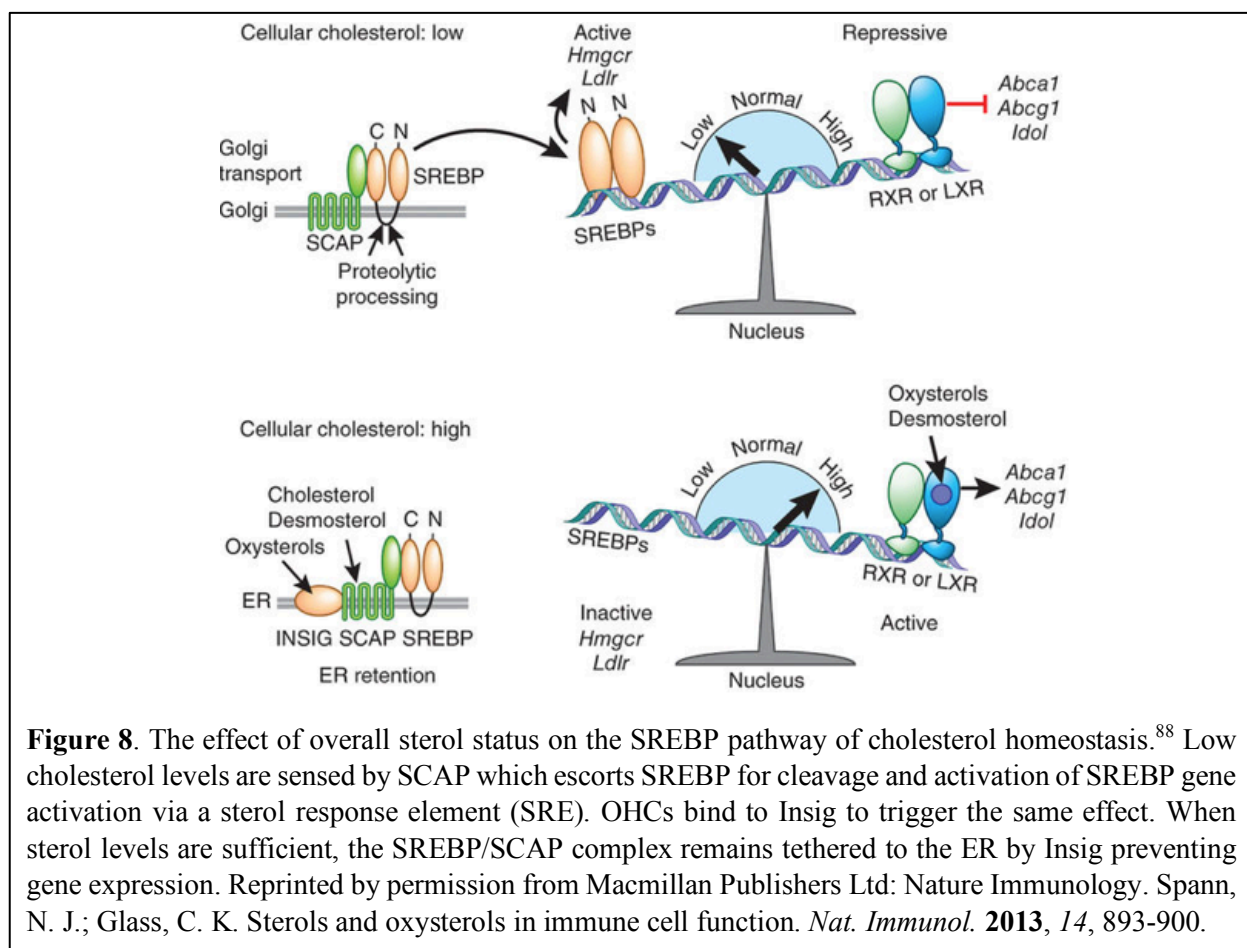 Cellular cholesterol: low
Active
Hmgcr
Ldlr
Repressive
N N
Abca1
Abcg1
Idol
Low
Normal
High
C N
Golgi
transport
SREBP
Golgi
SCAP
Proteolytic
processing
SREBPs
RXR or LXR
Nucleus
Cellular cholesterol: high
Oxysterols
Desmosterol
Low
Normal
High
Abca1
Abcg1
Idol
Cholesterol
Desmosterol
Oxysterols
C N
ER
INSIG SCAP SREBP
ER retention
SREBPs
RXR or LXR
Inactive
Hmgcr
Ldlr
Active
Nucleus
Figure 8. The effect of overall sterol status on the SREBP pathway of cholesterol homeostasis.88 Low
cholesterol levels are sensed by SCAP which escorts SREBP for cleavage and activation of SREBP gene
activation via a sterol response element (SRE). OHCs bind to Insig to trigger the same effect. When
sterol levels are sufficient, the SREBP/SCAP complex remains tethered to the ER by Insig preventing
gene expression. Reprinted by permission from Macmillan Publishers Ltd: Nature Immunology. Spann,
N. J.; Glass, C. K. Sterols and oxysterols in immune cell function. Nat. Immunol. 2013, 14, 893-900.